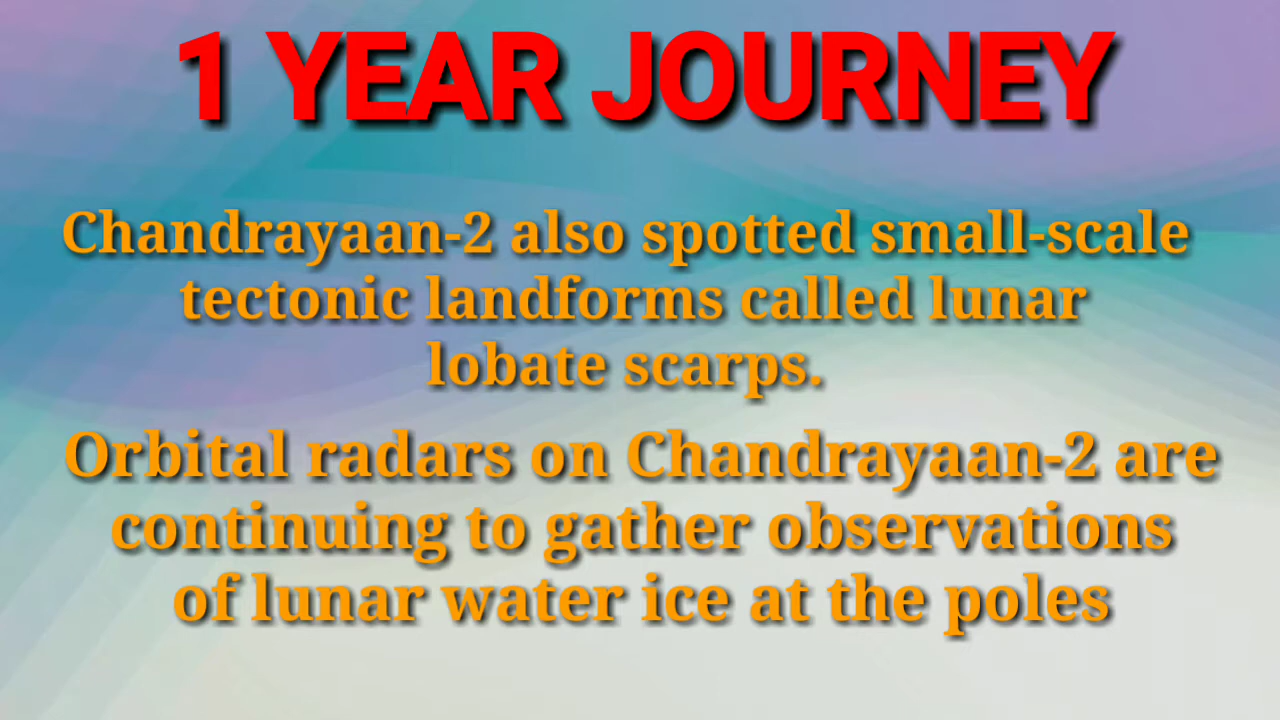 1 YEAR JOURNEY
Chandrayaan-2 also spotted small-scale
tectonic landforms called lunar
lobate scarps.
Orbital radars on Chandrayaan-2 are
continuing to gather observations
of lunar water ice at the poles